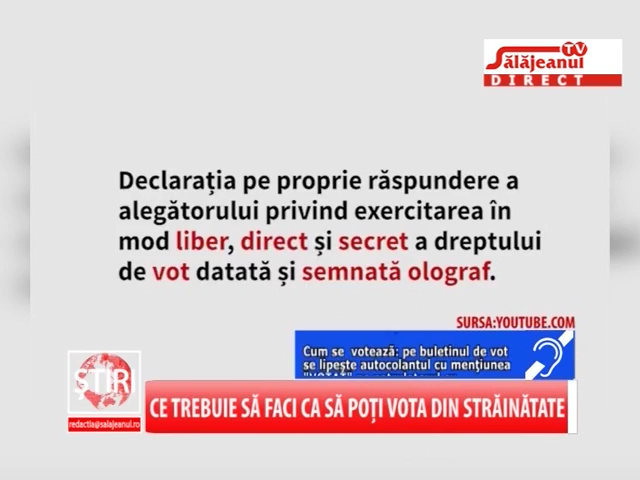 Sălăjeanul TV
DIRECT
Declarația pe proprie răspundere a
alegătorului privind exercitarea în
mod liber, direct și secret a dreptului
de vot datată și semnată olograf.
SURSA:YOUTUBE.COM
Cum se votează: pe buletinul de vot
se lipește autocolantul cu mențiunea
ȘTIRI
CE TREBUIE SĂ FACI CA SĂ POȚI VOTA DIN STRĂINĂTATE
redactia@salajeanul.ro